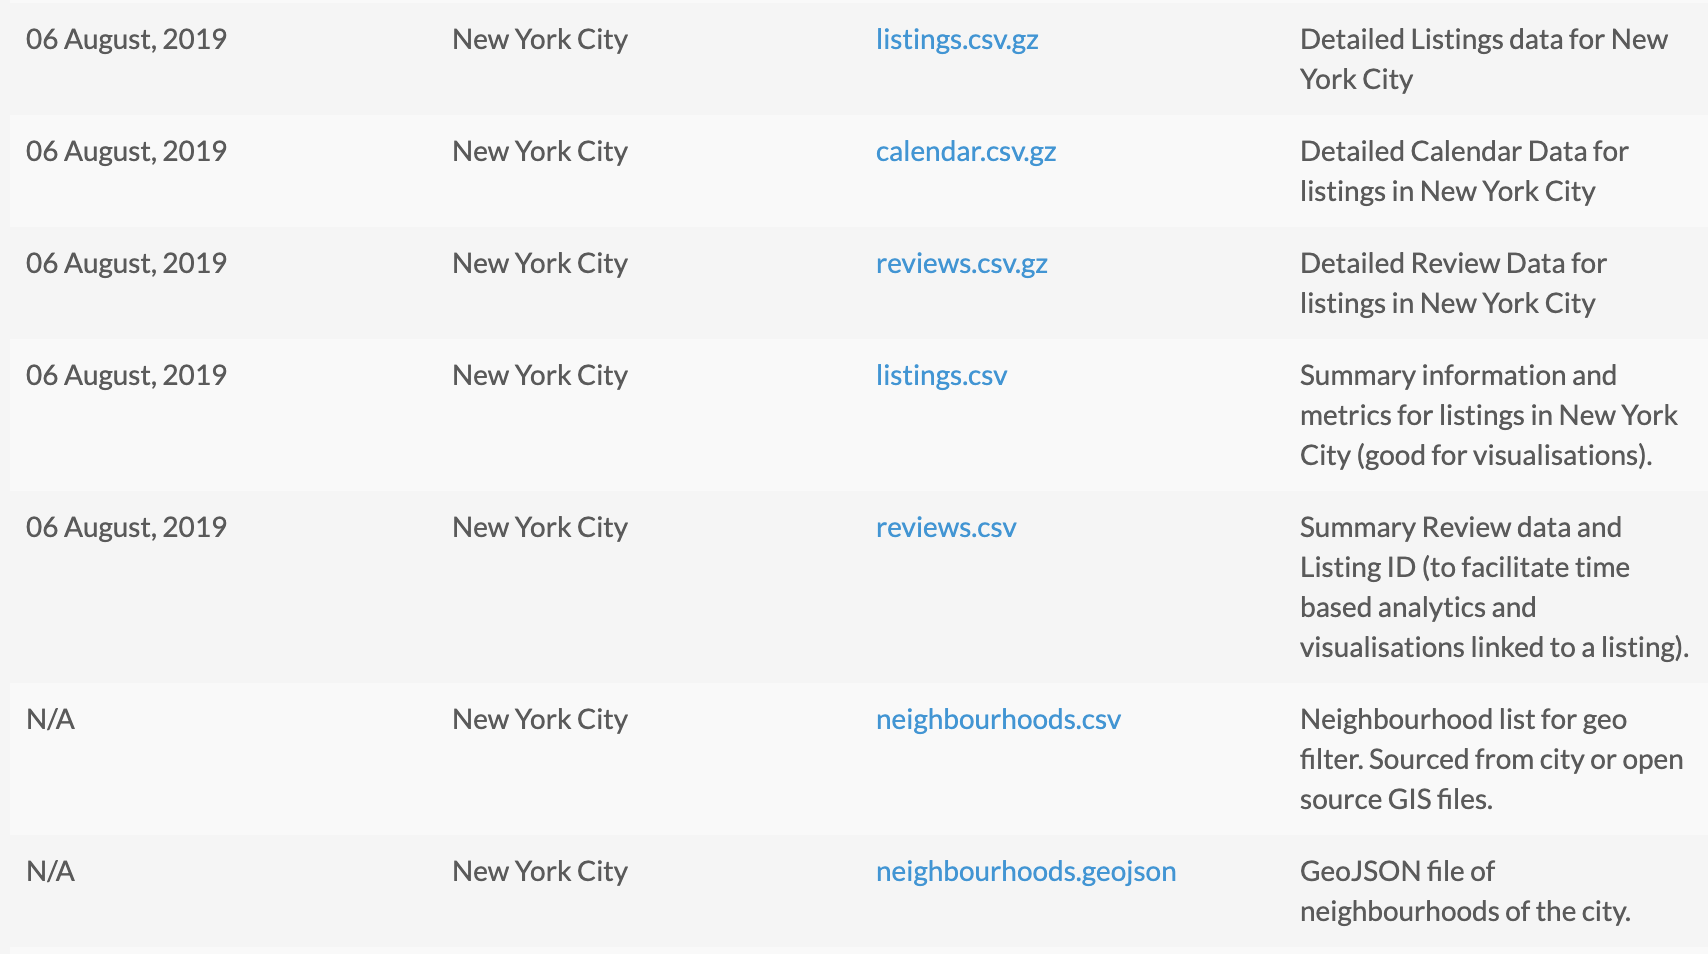 06 August, 2019 New York City listings.csv.gz Detailed Listings data for New
York City
06 August, 2019 New York City calendar.csv.gz Detailed Calendar Data for
listings in New York City
06 August, 2019 New York City reviews.csv.gz Detailed Review Data for
listings in New York City
06 August, 2019 New York City listings.csv Summary information and
metrics for listings in New York
City (good for visualisations).
06 August, 2019 New York City reviews.csv Summary Review data and
Listing ID (to facilitate time
based analytics and
visualisations linked to a listing).
N/A New York City neighbourhoods.csv Neighbourhood list for geo
filter. Sourced from city or open
source GIS files.
N/A New York City neighbourhoods.geojson GeoJSON file of
neighbourhoods of the city.